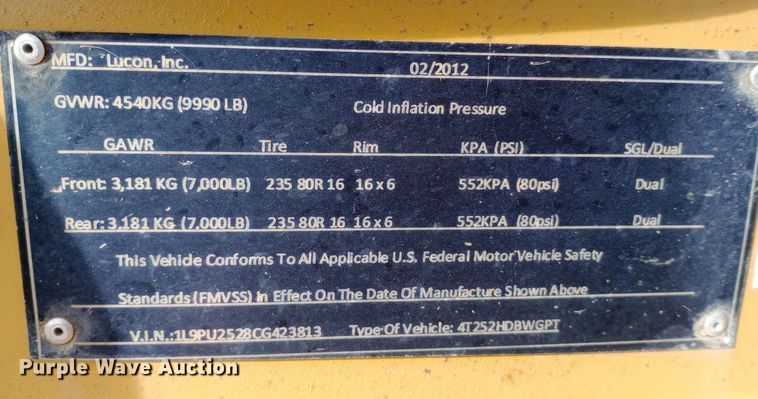 MFD: Lucon, Inc. 02/2012
GVWR: 4540KG (9990 LB) Cold Inflation Pressure
GAWR Tire Rim KPA (PSI) SGL/Dual
Front: 3,181 KG (7,000LB) 235 80R 16 16 x 6 552KPA (80psi) Dual
Rear: 3,181 KG (7,000LB) 235 80R 16 16 x 6 552KPA (80psi) Dual
This Vehicle Conforms To All Applicable U.S. Federal Motor Vehicle Safety
Standards (FMVSS) In Effect On The Date Of Manufacture Shown Above
V.I.N.:1L9PU2528CG423813 Type Of Vehicle: 4T252HDBWGPT
Purple Wave Auction